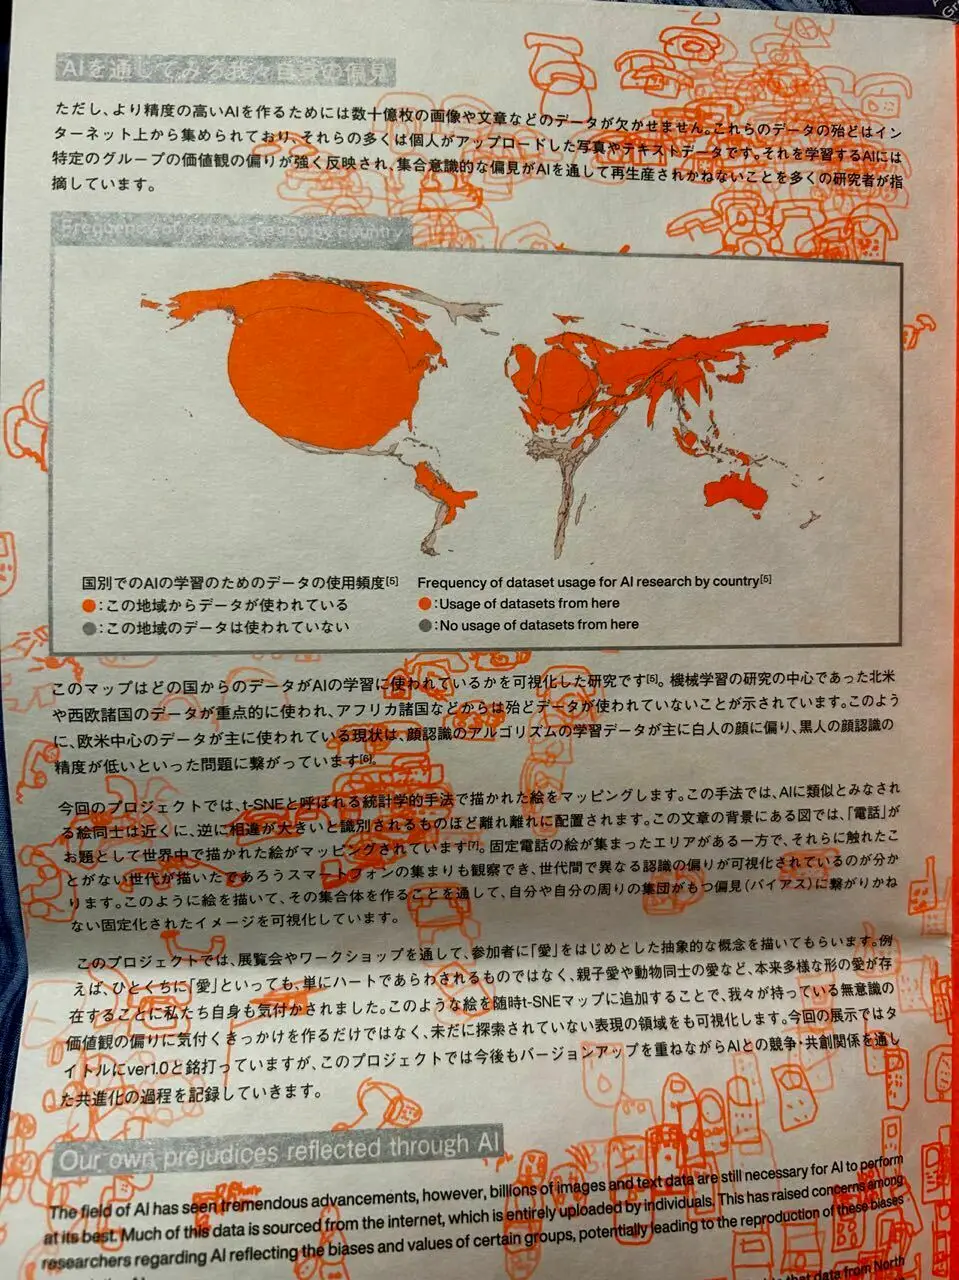 AIを通してみる我々自身の偏見
ただし、より精度の高いAIを作るためには数十億枚の画像や文章などのデータが欠かせません。これらのデータの殆どはイン
ターネット上から集められており、それらの多くは個人がアップロードした写真やテキストデータです。それを学習するAIには
特定のグループの価値観の偏りが強く反映され、集合意識的な偏見がAIを通して再生産されかねないことを多くの研究者が指
摘しています。
Frequency of dataset usage by country
国別でのAIの学習のためのデータの使用頻度[5]
:この地域からデータが使われている
:この地域のデータは使われていない
Frequency of dataset usage for AI research by country[5]
:Usage of datasets from here
:No usage of datasets from here
このマップはどの国からのデータがAIの学習に使われているかを可視化した研究です[5]。機械学習の研究の中心であった北米
や西欧諸国のデータが重点的に使われ、アフリカ諸国などからは殆どデータが使われていないことが示されています。このよう
に、欧米中心のデータが主に使われている現状は、顔認識のアルゴリズムの学習データが主に白人の顔に偏り、黒人の顔認識の
精度が低いといった問題に繋がっています[6]。
今回のプロジェクトでは、t-SNEと呼ばれる統計学的手法で描かれた絵をマッピングします。この手法では、AIに類似とみなされ
る絵同士は近くに、逆に相違が大きいと識別されるものほど離れ離れに配置されます。この文章の背景にある図では、「電話」が
お題として世界中で描かれた絵がマッピングされています[7]。固定電話の絵が集まったエリアがある一方で、それらに触れたこ
とがない世代が描いたであろうスマートフォンの集まりも観察でき、世代間で異なる認識の偏りが可視化されているのが分か
ります。このように絵を描いて、その集合体を作ることを通して、自分や自分の周りの集団がもつ偏見（バイアス）に繋がりかね
ない固定化されたイメージを可視化しています。
このプロジェクトでは、展覧会やワークショップを通して、参加者に「愛」をはじめとした抽象的な概念を描いてもらいます。例
えば、ひとくちに「愛」といっても、単にハートであらわされるものではなく、親子愛や動物同士の愛など、本来多様な形の愛が存
在することに私たち自身も気付かされました。このような絵を随時t-SNEマップに追加することで、我々が持っている無意識の
価値観の偏りに気付くきっかけを作るだけではなく、未だに探索されていない表現の領域をも可視化します。今回の展示ではタ
イトルにver1.0と銘打っていますが、このプロジェクトでは今後もバージョンアップを重ねながらAIとの競争・共創関係を通し
た共進化の過程を記録していきます。
Our own prejudices reflected through AI
The field of AI has seen tremendous advancements, however, billions of images and text data are still necessary for AI to perform
at its best. Much of this data is sourced from the internet, which is entirely uploaded by individuals. This has raised concerns among
researchers regarding AI reflecting the biases and values of certain groups, potentially leading to the reproduction of these biases
that data from North